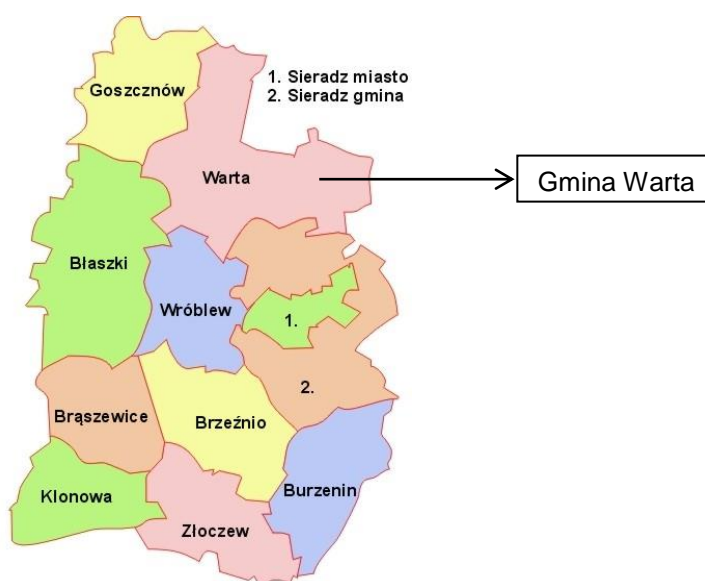 Goszcznów
1. Sieradz miasto
2. Sieradz gmina
Warta
Gmina Warta
Błaszki
Wróblew
1.
2.
Brąszewice
Brzeźnio
Klonowa
Burzenin
Złoczew